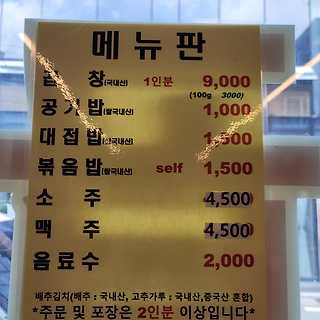 메뉴판
곱 창(국내산) 1인분 9,000
(100g 3000)
공기밥(쌀국내산) 1,000
대접밥(쌀국내산) 1,500
볶음밥(쌀국내산) self 1,500
소 주 4,500
맥 주 4,500
음료수 2,000
배추김치(배추 : 국내산, 고추가루 : 국내산,중국산 혼합)
*주문 및 포장은 2인분 이상입니다*